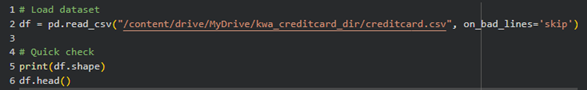 1 # Load dataset
2 df = pd.read_csv("/content/drive/MyDrive/kwa_creditcard_dir/creditcard.csv", on_bad_lines='skip')
3
4 # Quick check
5 print(df.shape)
6 df.head()